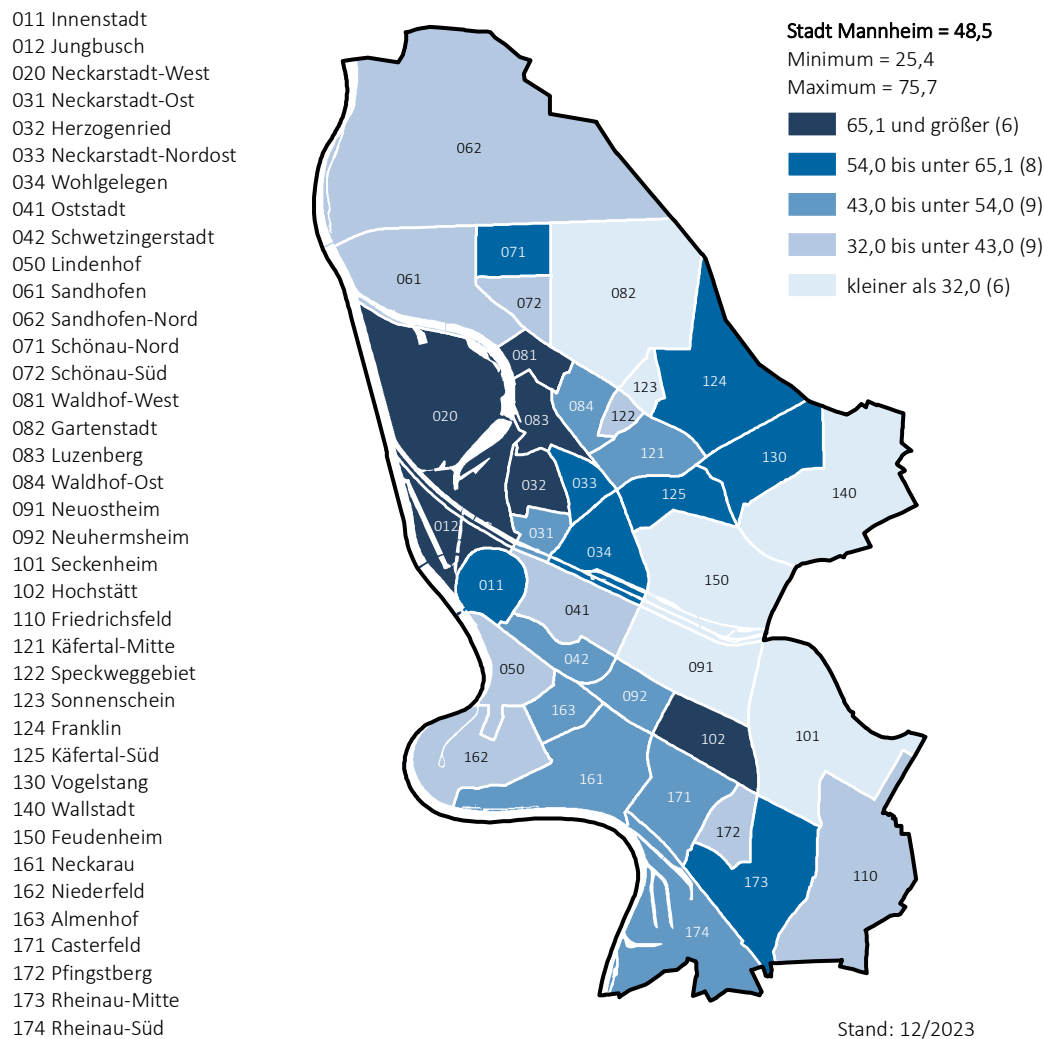 011 Innenstadt
012 Jungbusch
020 Neckarstadt-West
031 Neckarstadt-Ost
032 Herzogenried
033 Neckarstadt-Nordost
034 Wohlgelegen
041 Oststadt
042 Schwetzingerstadt
050 Lindenhof
061 Sandhofen
062 Sandhofen-Nord
071 Schönau-Nord
072 Schönau-Süd
081 Waldhof-West
082 Gartenstadt
083 Luzenberg
084 Waldhof-Ost
091 Neuostheim
092 Neuhermsheim
101 Seckenheim
102 Hochstätt
110 Friedrichsfeld
121 Käfertal-Mitte
122 Speckweggebiet
123 Sonnenschein
124 Franklin
125 Käfertal-Süd
130 Vogelstang
140 Wallstadt
150 Feudenheim
161 Neckarau
162 Niederfeld
163 Almenhof
171 Casterfeld
172 Pfingstberg
173 Rheinau-Mitte
174 Rheinau-Süd
Stadt Mannheim = 48,5
Minimum = 25,4
Maximum = 75,7
65,1 und größer (6)
54,0 bis unter 65,1 (8)
43,0 bis unter 54,0 (9)
32,0 bis unter 43,0 (9)
kleiner als 32,0 (6)
062
071
061
082
072
081
124
123
084
020
122
083
121
130
032
033
125
140
012
031
034
150
011
041
042
091
050
092
163
102
101
162
161
171
172
110
173
174
Stand: 12/2023